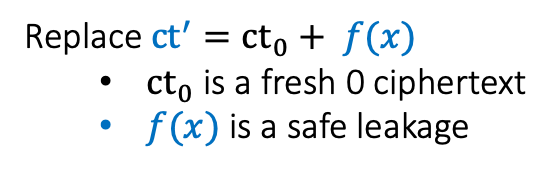 Replace ct′ = ct₀ + f(x)
• ct₀ is a fresh 0 ciphertext
• f(x) is a safe leakage